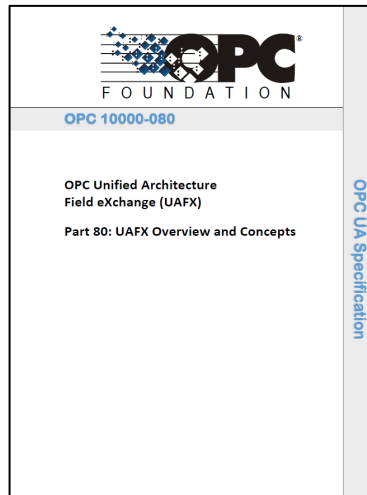 OPC®
FOUNDATION
OPC 10000-080
OPC Unified Architecture
Field eXchange (UAFX)
Part 80: UAFX Overview and Concepts
OPC UA Specification